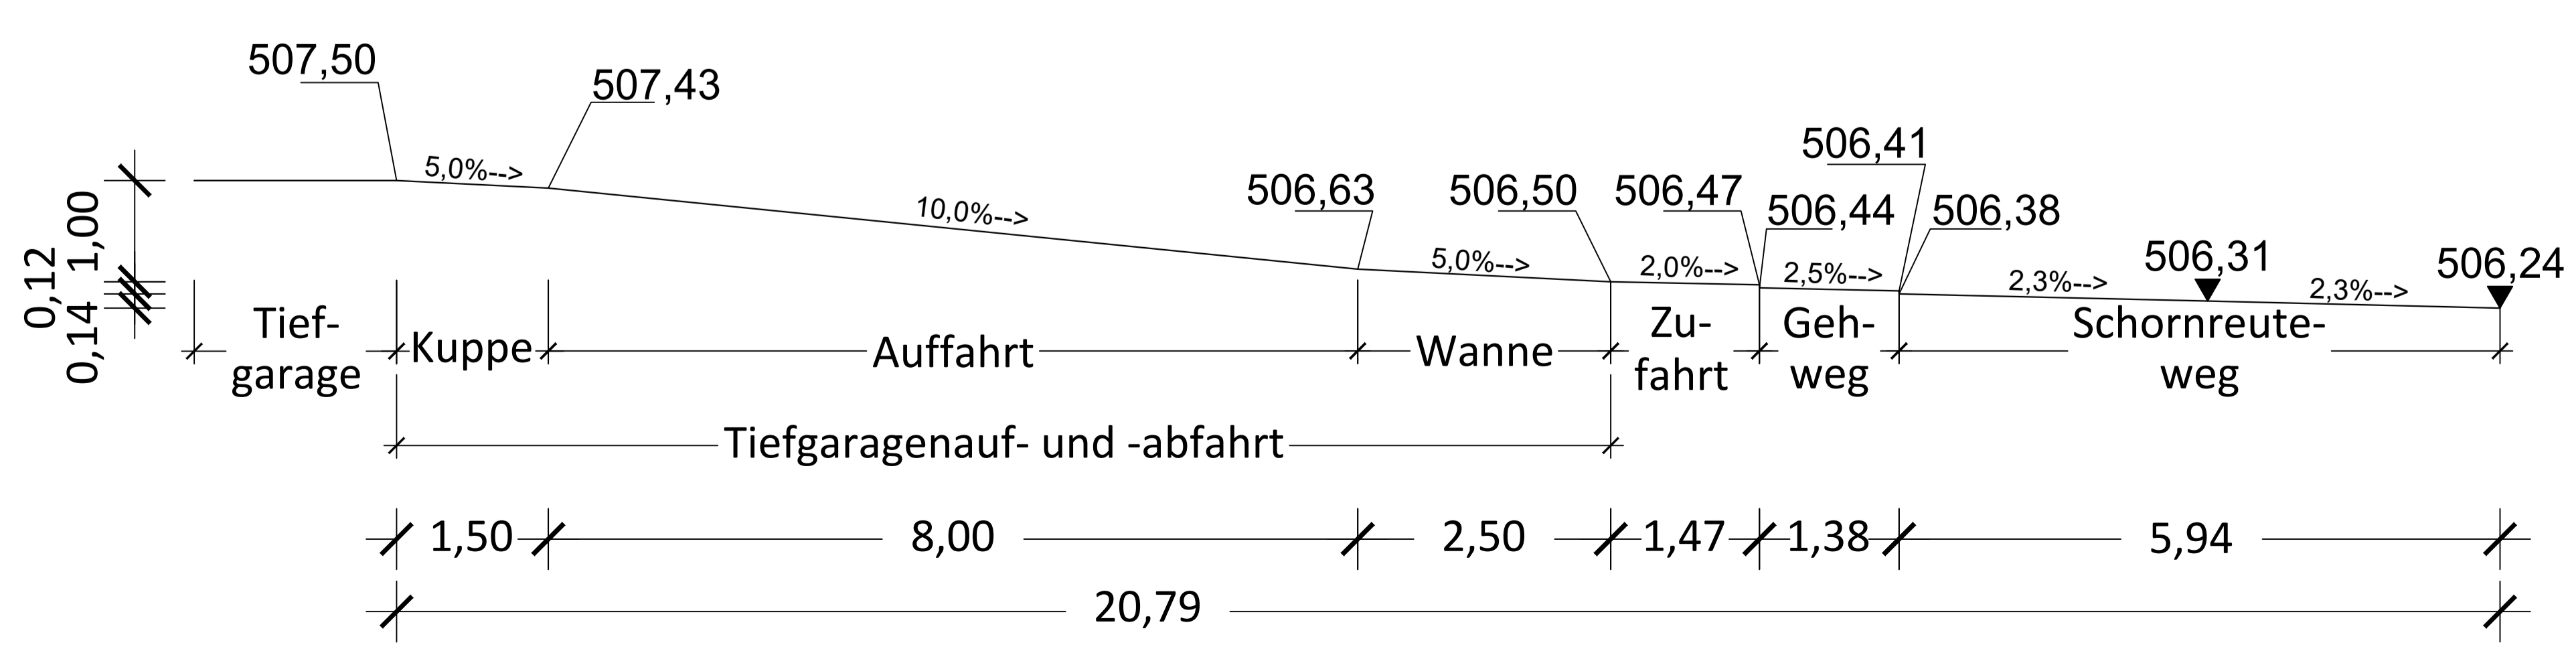 507,50
507,43
506,63
506,50
506,47
506,44
506,41
506,38
506,31
506,24
5,0%-->
10,0%-->
5,0%-->
2,0%-->
2,5%-->
2,3%-->
2,3%-->
1,00
0,12
0,14
Tief-
garage
Kuppe
Auffahrt
Wanne
Zu-
fahrt
Geh-
weg
Schornreute-
weg
Tiefgaragenauf- und -abfahrt
1,50
8,00
2,50
1,47
1,38
5,94
20,79